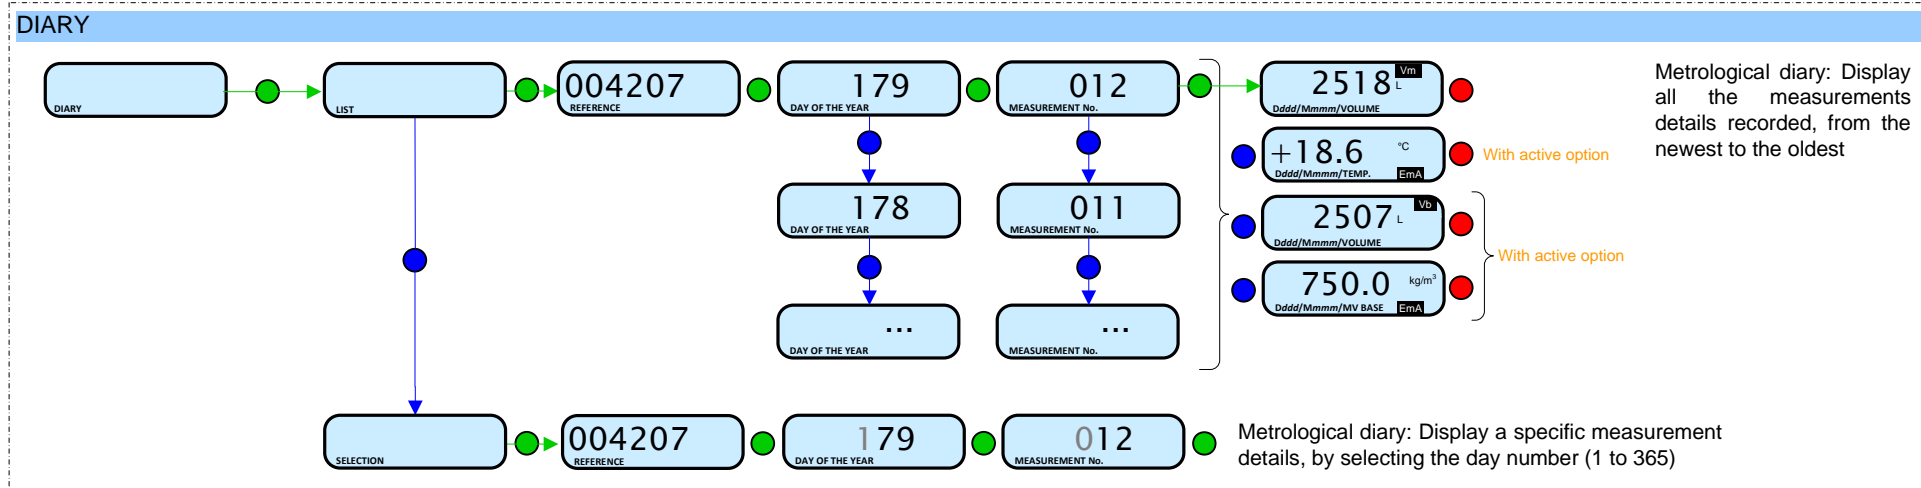 DIARY
DIARY
LIST
004207
REFERENCE
179
DAY OF THE YEAR
012
MEASUREMENT No.
2518 L Vm
Dddd/Mmmm/VOLUME
+18.6 °C
Dddd/Mmmm/TEMP. EmA
With active option
2507 L Vb
Dddd/Mmmm/VOLUME
750.0 kg/m³
Dddd/Mmmm/MV BASE EmA
With active option
Metrological diary: Display
all the measurements
details recorded, from the
newest to the oldest
178
DAY OF THE YEAR
011
MEASUREMENT No.
...
DAY OF THE YEAR
...
MEASUREMENT No.
SELECTION
004207
REFERENCE
179
DAY OF THE YEAR
012
MEASUREMENT No.
Metrological diary: Display a specific measurement
details, by selecting the day number (1 to 365)